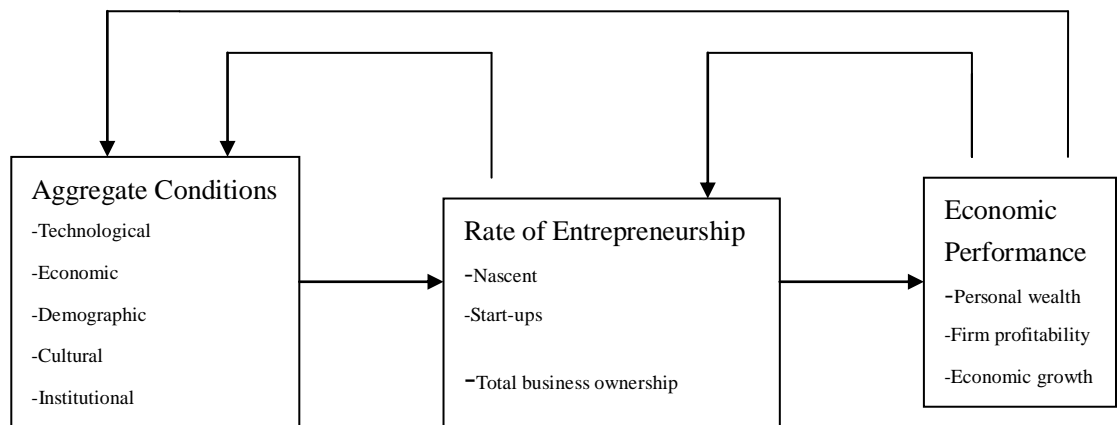 Aggregate Conditions
-Technological
-Economic
-Demographic
-Cultural
-Institutional
Rate of Entrepreneurship
-Nascent
-Start-ups
-Total business ownership
Economic
Performance
-Personal wealth
-Firm profitability
-Economic growth